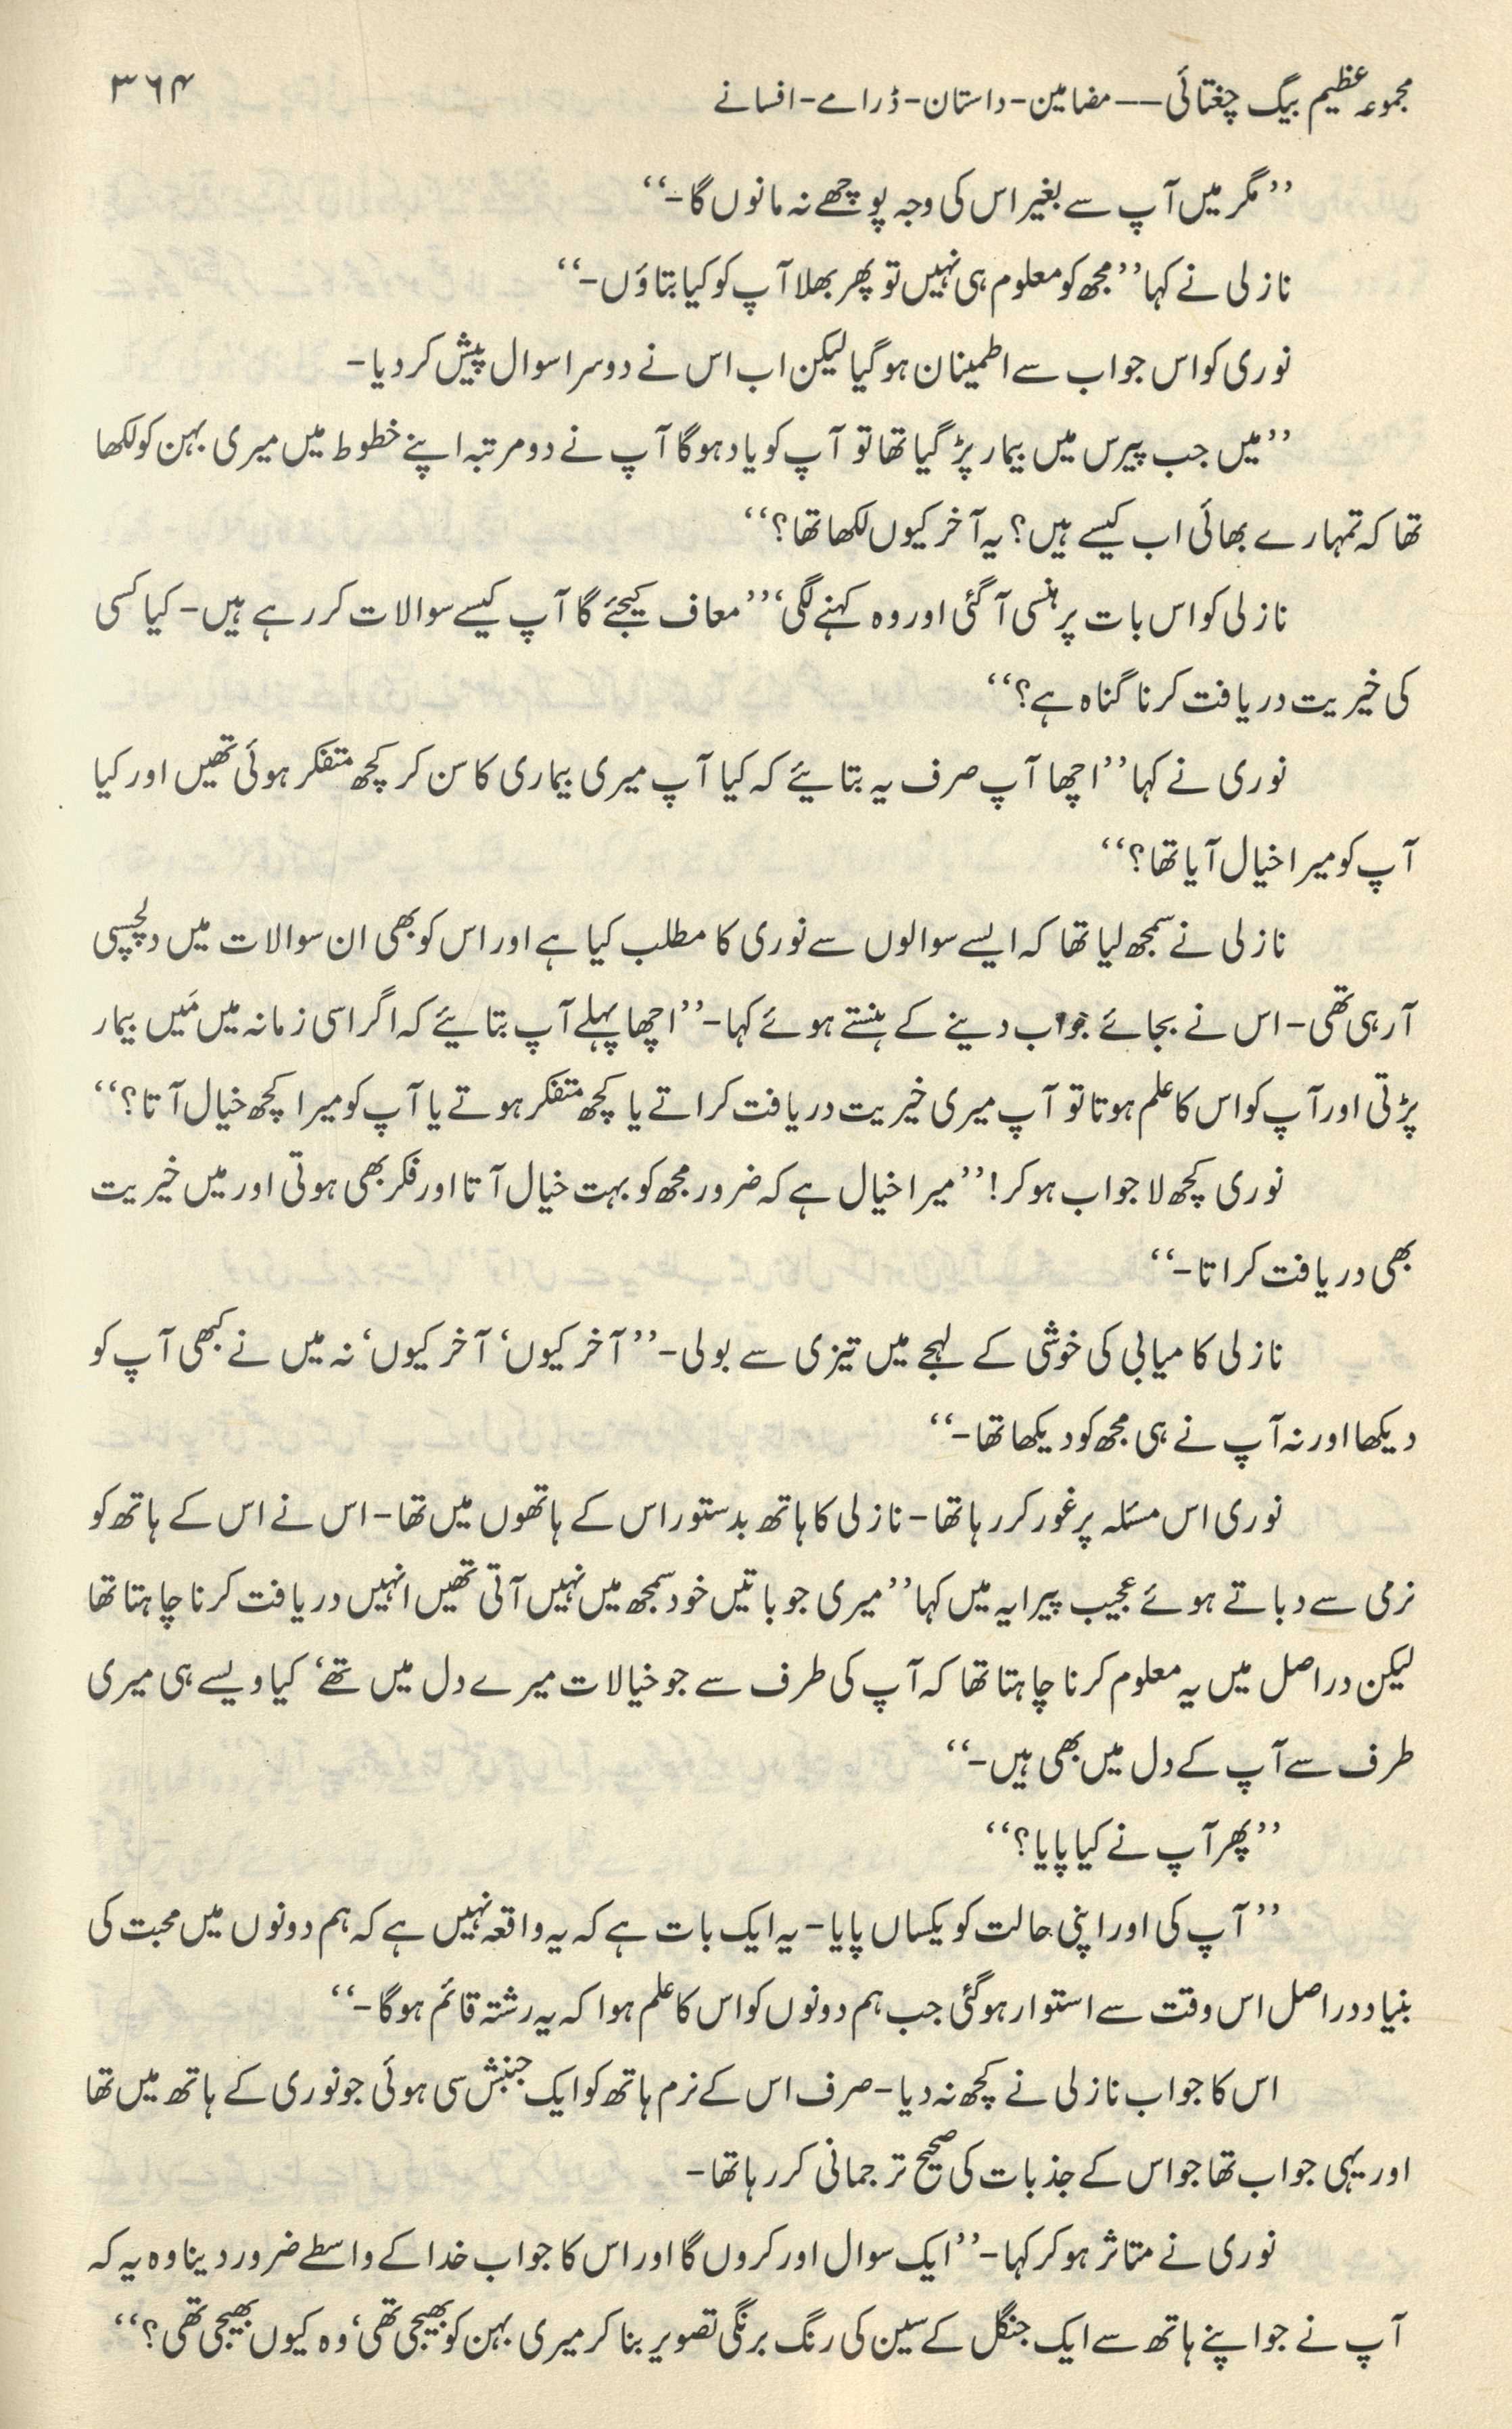 مجموعہ عظیم بیگ چغتائی —— مضامین - داستان - ڈرامے - افسانے ۳۶۴
’’مگر میں آپ سے بغیر اس کی وجہ پوچھے نہ مانوں گا-‘‘
نازلی نے کہا ’’مجھ کو معلوم ہی نہیں تو پھر بھلا آپ کو کیا بتاؤں-‘‘
نوری کو اس جواب سے اطمینان ہو گیا لیکن اب اس نے دوسرا سوال پیش کر دیا-
’’میں جب پیرس میں بیمار پڑ گیا تھا تو آپ کو یاد ہوگا آپ نے دو مرتبہ اپنے خطوط میں میری بہن کو لکھا
تھا کہ تمہارے بھائی اب کیسے ہیں؟ یہ آخر کیوں لکھا تھا؟‘‘
نازلی کو اس بات پر ہنسی آ گئی اور وہ کہنے لگی‘ ’’معاف کیجئے گا آپ کیسے سوالات کر رہے ہیں- کیا کسی
کی خیریت دریافت کرنا گناہ ہے؟‘‘
نوری نے کہا ’’اچھا آپ صرف یہ بتایئے کہ کیا آپ میری بیماری کا سن کر کچھ متفکر ہوئی تھیں اور کیا
آپ کو میرا خیال آیا تھا؟‘‘
نازلی نے سمجھ لیا تھا کہ ایسے سوالوں سے نوری کا مطلب کیا ہے اور اس کو بھی ان سوالات میں دلچسپی
آ رہی تھی- اس نے بجائے جواب دینے کے ہنستے ہوئے کہا- ’’اچھا پہلے آپ بتایئے کہ اگر اسی زمانہ میں مَیں بیمار
پڑتی اور آپ کو اس کا علم ہوتا تو آپ میری خیریت دریافت کراتے یا کچھ متفکر ہوتے یا آپ کو میرا کچھ خیال آتا؟‘‘
نوری کچھ لا جواب ہو کر! ’’میرا خیال ہے کہ ضرور مجھ کو بہت خیال آتا اور فکر بھی ہوتی اور میں خیریت
بھی دریافت کراتا-‘‘
نازلی کامیابی کی خوشی کے لہجے میں تیزی سے بولی- ’’آخر کیوں‘ آخر کیوں‘ نہ میں نے کبھی آپ کو
دیکھا اور نہ آپ نے ہی مجھ کو دیکھا تھا-‘‘
نوری اس مسئلہ پر غور کر رہا تھا- نازلی کا ہاتھ بدستور اس کے ہاتھوں میں تھا- اس نے اس کے ہاتھ کو
نرمی سے دباتے ہوئے عجیب پیرایہ میں کہا ’’میری جو باتیں خود سمجھ میں نہیں آتی تھیں انہیں دریافت کرنا چاہتا تھا
لیکن دراصل میں یہ معلوم کرنا چاہتا تھا کہ آپ کی طرف سے جو خیالات میرے دل میں تھے‘ کیا ویسے ہی میری
طرف سے آپ کے دل میں بھی ہیں-‘‘
’’پھر آپ نے کیا پایا؟‘‘
’’آپ کی اور اپنی حالت کو یکساں پایا- یہ ایک بات ہے کہ یہ واقعہ نہیں ہے کہ ہم دونوں میں محبت کی
بنیاد دراصل اس وقت سے استوار ہو گئی جب ہم دونوں کو اس کا علم ہوا کہ یہ رشتہ قائم ہوگا-‘‘
اس کا جواب نازلی نے کچھ نہ دیا- صرف اس کے نرم ہاتھ کو ایک جنبش سی ہوئی جو نوری کے ہاتھ میں تھا
اور یہی جواب تھا جو اس کے جذبات کی صحیح ترجمانی کر رہا تھا-
نوری نے متاثر ہو کر کہا- ’’ایک سوال اور کروں گا اور اس کا جواب خدا کے واسطے ضرور دینا وہ یہ کہ
آپ نے جو اپنے ہاتھ سے ایک جنگل کے سین کی رنگ برنگی تصویر بنا کر میری بہن کو بھیجی تھی‘ وہ کیوں بھیجی تھی؟‘‘